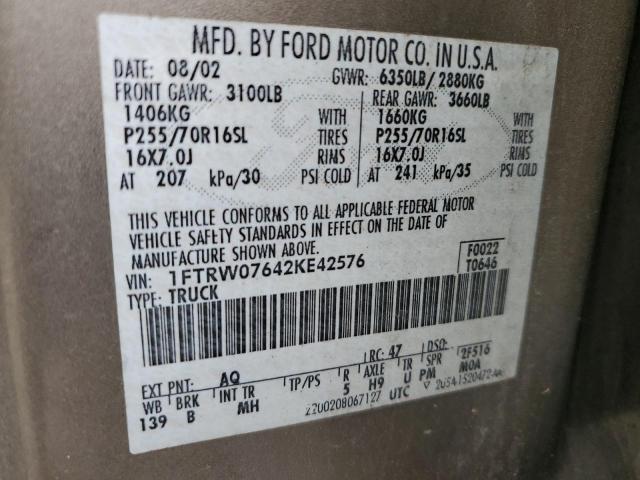 MFD. BY FORD MOTOR CO. IN U.S.A.
DATE: 08/02 GVWR: 6350LB/ 2880KG
FRONT GAWR: 3100LB REAR GAWR: 3660LB
1406KG WITH 1660KG WITH
P255/70R16SL TIRES P255/70R16SL TIRES
16X7.0J RIMS 16X7.0J RIMS
AT 207 kPa/30 PSI COLD AT 241 kPa/35 PSI COLD
THIS VEHICLE CONFORMS TO ALL APPLICABLE FEDERAL MOTOR
VEHICLE SAFETY STANDARDS IN EFFECT ON THE DATE OF
MANUFACTURE SHOWN ABOVE.
VIN: 1FTRW07642KE42576 F0022
TYPE: TRUCK T0646
EXT PNT: AQ RC: 47 DSO: 2F516
WB BRK INT TR TP/PS R AXLE TR SPR MOA
139 B MH 5 H9 U PM
Z200208067127 UTC